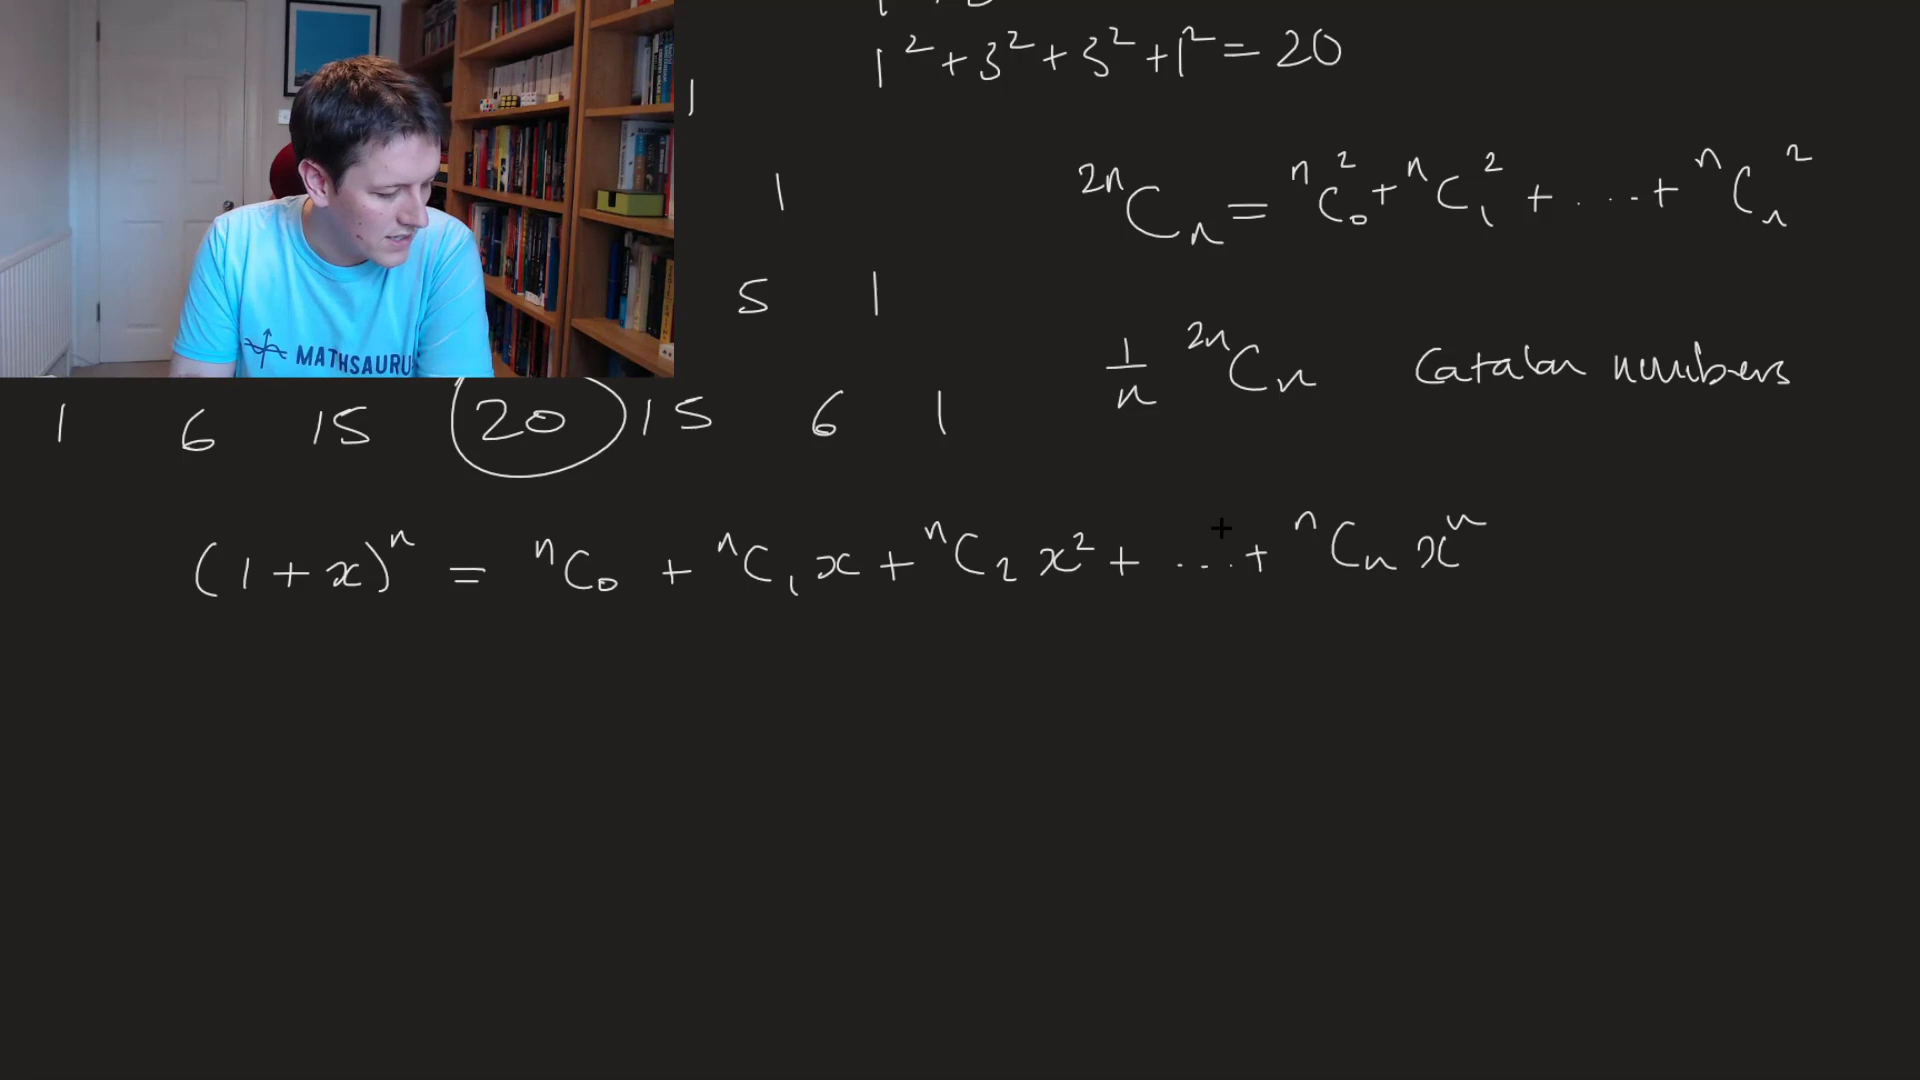 1² + 3² + 3² + 1² = 20
1
1
²ⁿCₙ = ⁿC₀² + ⁿC₁² + ....+ ⁿCₙ²
5 1
1/n ²ⁿCₙ Catalan numbers
MATHSAURU
1 6 15 20 15 6 1
(1 + x)ⁿ = ⁿC₀ + ⁿC₁x + ⁿC₂x² + ....+ ⁿCₙxⁿ